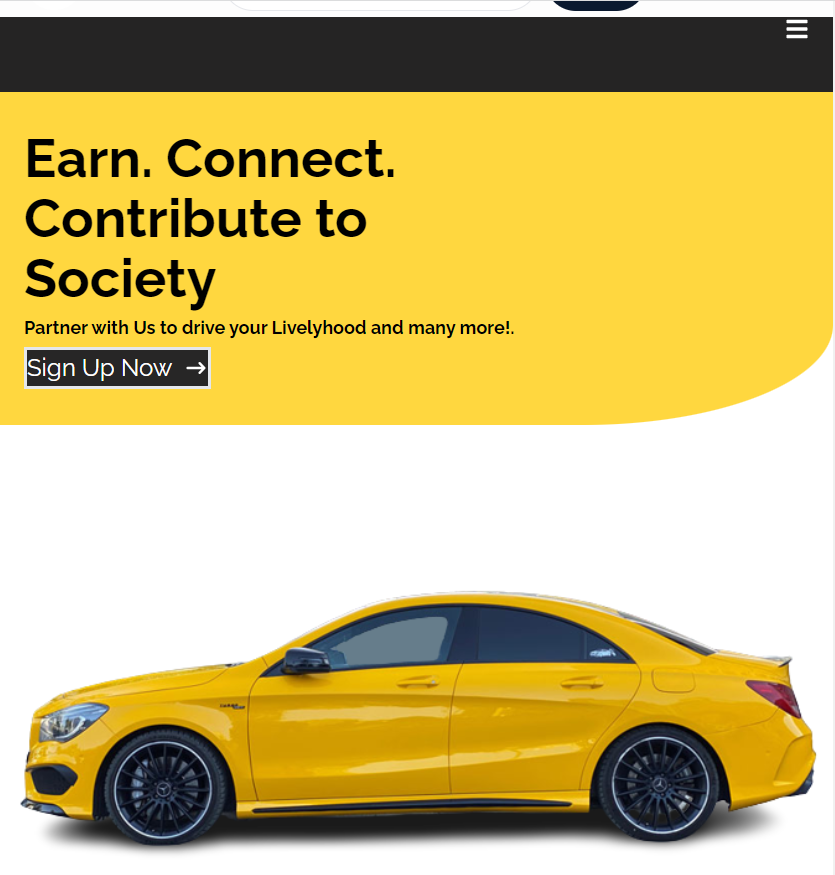 Earn. Connect.
Contribute to
Society
Partner with Us to drive your Livelyhood and many more!.
Sign Up Now →